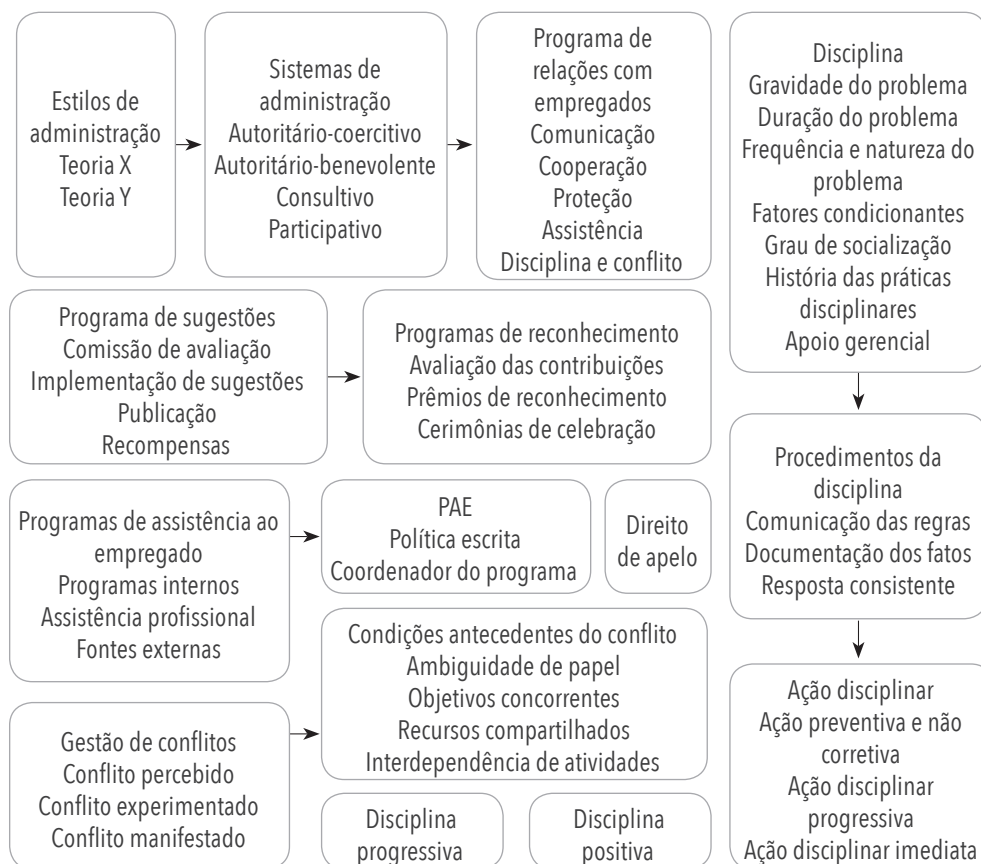 Estilos de
administração
Teoria X
Teoria Y
Sistemas de
administração
Autoritário-coercitivo
Autoritário-benevolente
Consultivo
Participativo
Programa de
relações com
empregados
Comunicação
Cooperação
Proteção
Assistência
Disciplina e conflito
Disciplina
Gravidade do problema
Duração do problema
Frequência e natureza do
problema
Fatores condicionantes
Grau de socialização
História das práticas
disciplinares
Apoio gerencial
Programa de sugestões
Comissão de avaliação
Implementação de sugestões
Publicação
Recompensas
Programas de reconhecimento
Avaliação das contribuições
Prêmios de reconhecimento
Cerimônias de celebração
Procedimentos da
disciplina
Comunicação das regras
Documentação dos fatos
Resposta consistente
Programas de assistência ao
empregado
Programas internos
Assistência profissional
Fontes externas
PAE
Política escrita
Coordenador do programa
Direito
de apelo
Condições antecedentes do conflito
Ambiguidade de papel
Objetivos concorrentes
Recursos compartilhados
Interdependência de atividades
Ação disciplinar
Ação preventiva e não
corretiva
Ação disciplinar
progressiva
Ação disciplinar imediata
Gestão de conflitos
Conflito percebido
Conflito experimentado
Conflito manifestado
Disciplina
progressiva
Disciplina
positiva